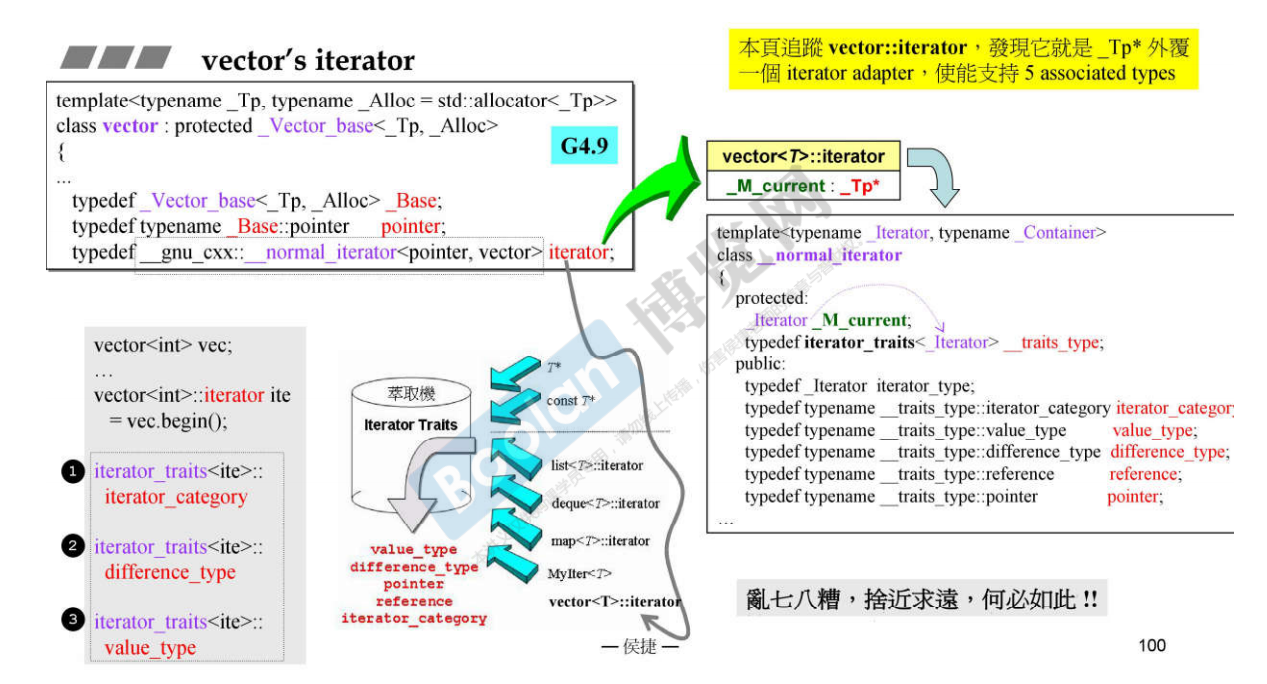 vector's iterator
本頁追蹤 vector::iterator，發現它就是 _Tp* 外覆
一個 iterator adapter，使能支持 5 associated types
template<typename _Tp, typename _Alloc = std::allocator<_Tp>>
class vector : protected _Vector_base<_Tp, _Alloc>
{
...
typedef _Vector_base<_Tp, _Alloc> _Base;
typedef typename _Base::pointer pointer;
typedef __gnu_cxx::__normal_iterator<pointer, vector> iterator;
G4.9
vector<T>::iterator
_M_current : _Tp*
template<typename _Iterator, typename _Container>
class __normal_iterator
{
protected:
_Iterator _M_current;
typedef iterator_traits<_Iterator> __traits_type;
public:
typedef _Iterator iterator_type;
typedef typename __traits_type::iterator_category iterator_category
typedef typename __traits_type::value_type value_type;
typedef typename __traits_type::difference_type difference_type;
typedef typename __traits_type::reference reference;
typedef typename __traits_type::pointer pointer;
...
vector<int> vec;
...
vector<int>::iterator ite
= vec.begin();
1 iterator_traits<ite>::
iterator_category
2 iterator_traits<ite>::
difference_type
3 iterator_traits<ite>::
value_type
萃取機
Iterator Traits
T*
const T*
list<T>::iterator
deque<T>::iterator
map<T>::iterator
MyIter<T>
vector<T>::iterator
value_type
difference_type
pointer
reference
iterator_category
亂七八糟，捨近求遠，何必如此 !!
— 侯捷 —
100
Boolan
博览网